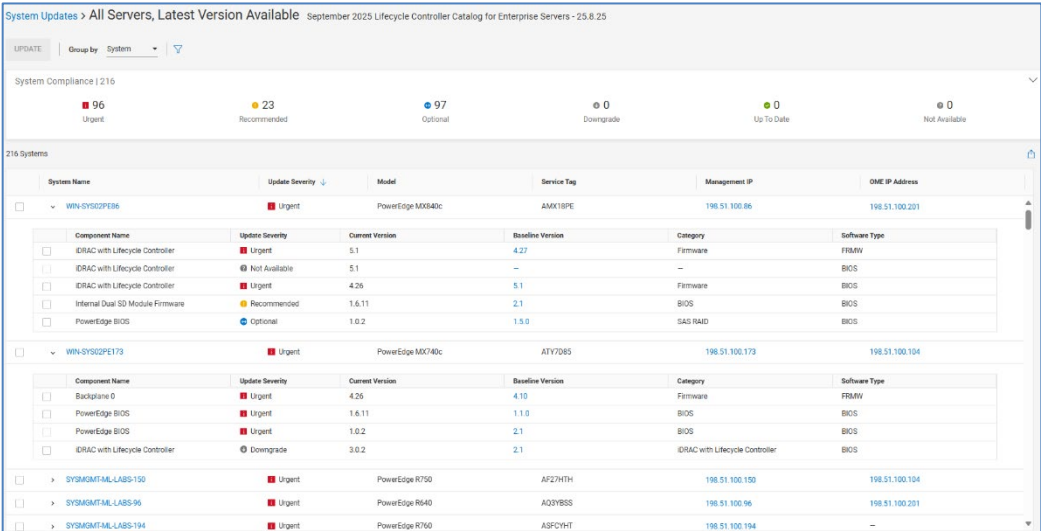 System Updates > All Servers, Latest Version Available September 2025 Lifecycle Controller Catalog for Enterprise Servers - 25.8.25
UPDATE Group by System
System Compliance | 216
96 23 97 0 0 0
Urgent Recommended Optional Downgrade Up To Date Not Available
216 Systems
System Name Update Severity Model Service Tag Management IP OME IP Address
WIN-SYS02PE86 Urgent PowerEdge MX840c AMX18PE 198.51.100.86 198.51.100.201
Component Name Update Severity Current Version Baseline Version Category Software Type
iDRAC with Lifecycle Controller Urgent 5.1 4.27 Firmware FRMW
iDRAC with Lifecycle Controller Not Available 5.1 – – BIOS
iDRAC with Lifecycle Controller Urgent 4.26 5.1 Firmware BIOS
Internal Dual SD Module Firmware Recommended 1.6.11 2.1 BIOS BIOS
PowerEdge BIOS Optional 1.0.2 1.5.0 SAS RAID BIOS
WIN-SYS02PE173 Urgent PowerEdge MX740c ATY7D85 198.51.100.173 198.51.100.104
Component Name Update Severity Current Version Baseline Version Category Software Type
Backplane 0 Urgent 4.26 4.10 Firmware FRMW
PowerEdge BIOS Urgent 1.6.11 1.1.0 BIOS BIOS
PowerEdge BIOS Urgent 1.0.2 2.1 BIOS BIOS
iDRAC with Lifecycle Controller Downgrade 3.0.2 2.1 iDRAC with Lifecycle Controller BIOS
SYSMGMT-ML-LABS-150 Urgent PowerEdge R750 AF27HTH 198.51.100.150 198.51.100.104
SYSMGMT-ML-LABS-96 Urgent PowerEdge R640 AQ3YBSS 198.51.100.96 198.51.100.201
SYSMGMT-ML-LABS-194 Urgent PowerEdge R760 ASFCYHT 198.51.100.194 –